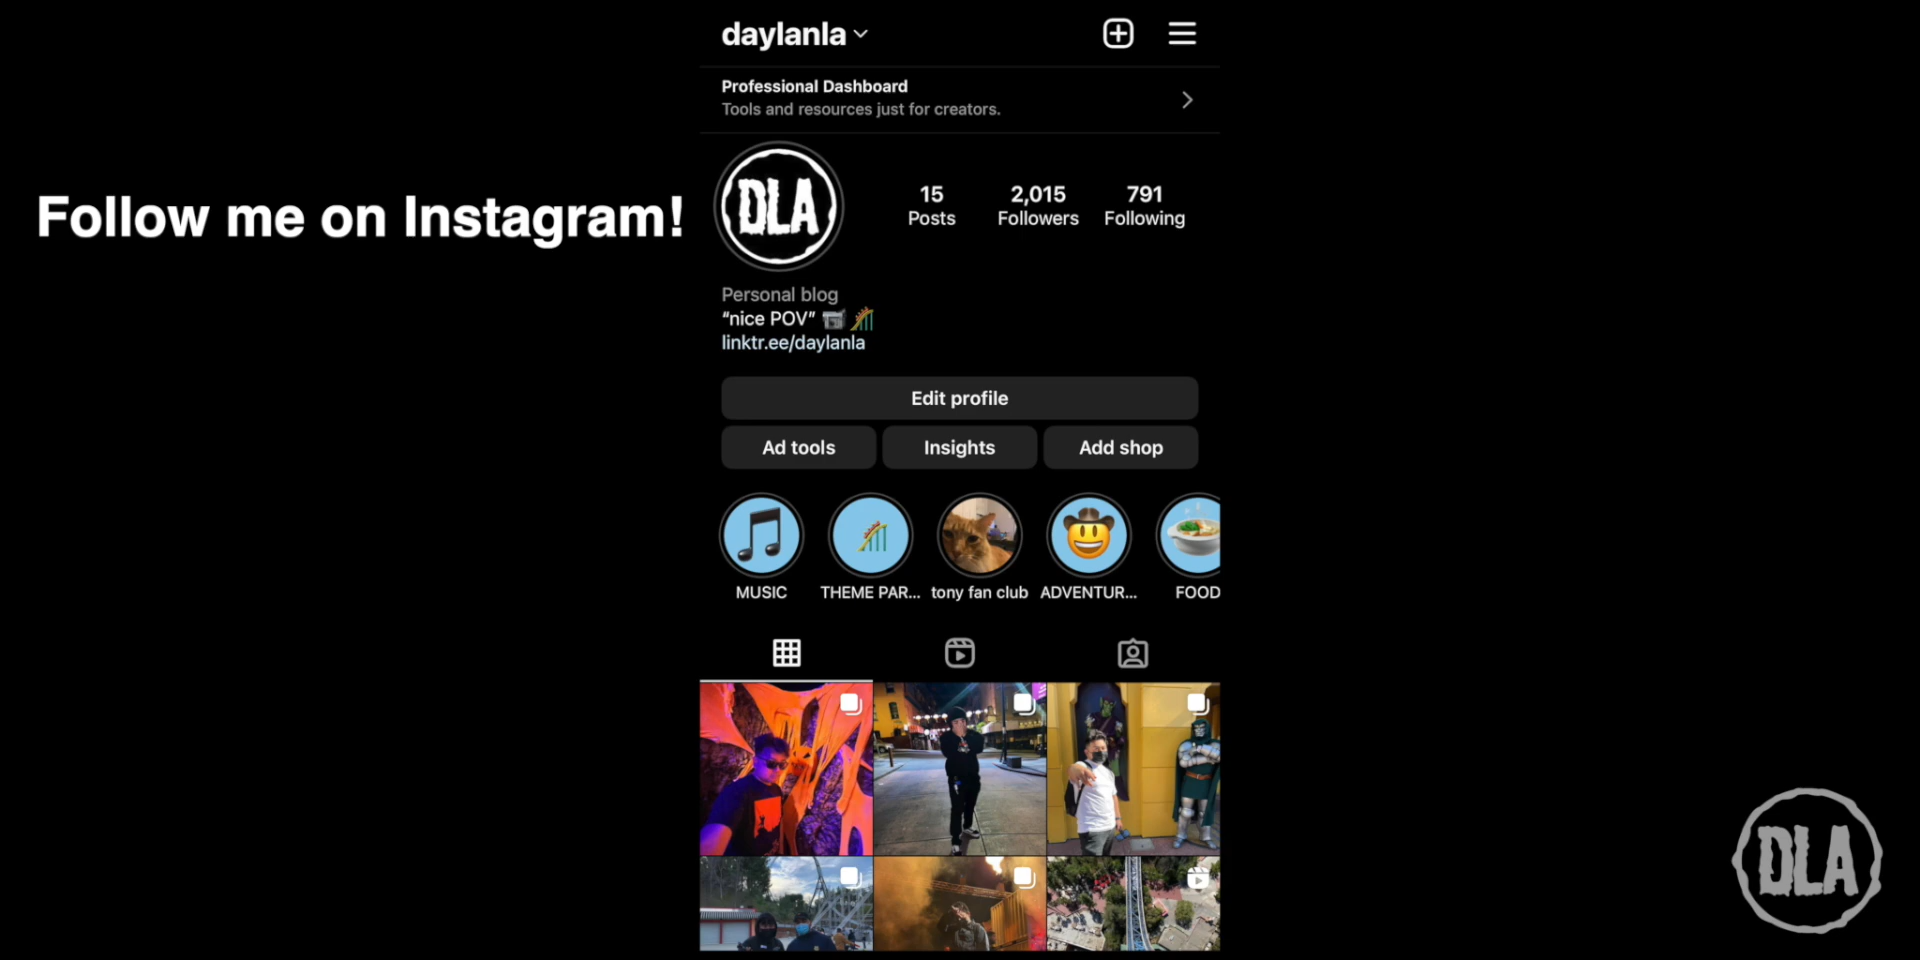 daylanla
Professional Dashboard
Tools and resources just for creators.
Follow me on Instagram!
DLA
15
Posts
2,015
Followers
791
Following
Personal blog
“nice POV” 📹 🎢
linktr.ee/daylanla
Edit profile
Ad tools
Insights
Add shop
MUSIC
THEME PAR...
tony fan club
ADVENTUR...
FOOD
DLA